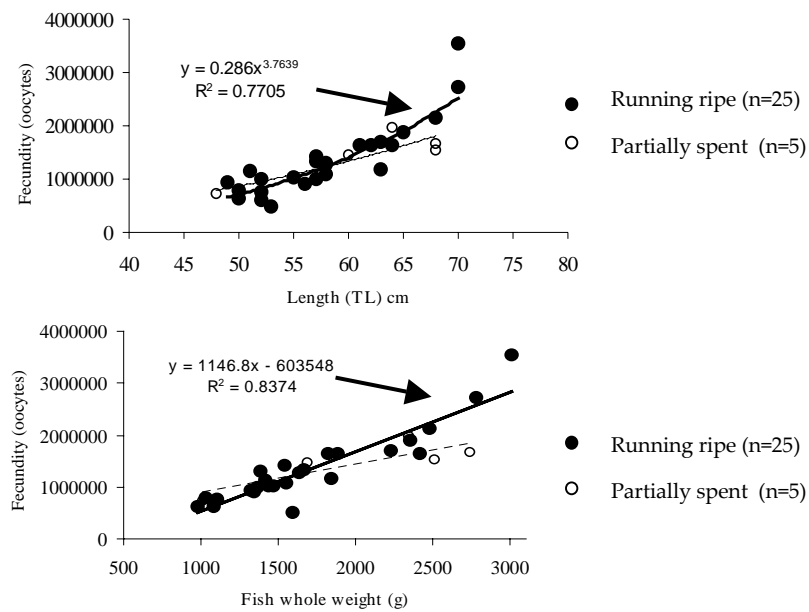 4000000
y = 0.286x^3.7639
R² = 0.7705
3000000
2000000
1000000
0
Fecundity (oocytes)
40 45 50 55 60 65 70 75 80
Length (TL) cm
Running ripe (n=25)
Partially spent (n=5)
4000000
y = 1146.8x - 603548
R² = 0.8374
3000000
2000000
1000000
0
Fecundity (oocytes)
500 1000 1500 2000 2500 3000
Fish whole weight (g)
Running ripe (n=25)
Partially spent (n=5)